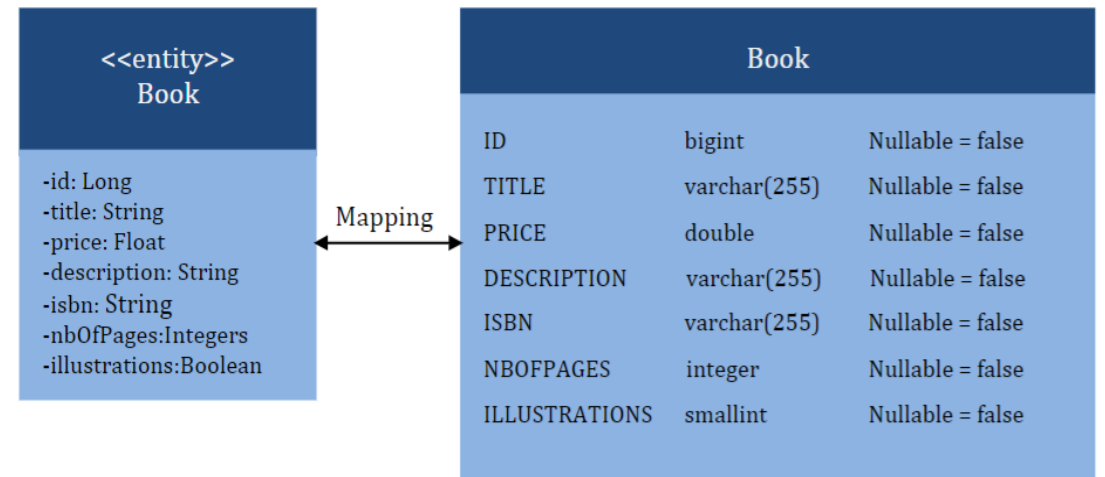 <<entity>>
Book
-id: Long
-title: String
-price: Float
-description: String
-isbn: String
-nbOfPages:Integers
-illustrations:Boolean
Mapping
Book
ID bigint Nullable = false
TITLE varchar(255) Nullable = false
PRICE double Nullable = false
DESCRIPTION varchar(255) Nullable = false
ISBN varchar(255) Nullable = false
NBOFPAGES integer Nullable = false
ILLUSTRATIONS smallint Nullable = false